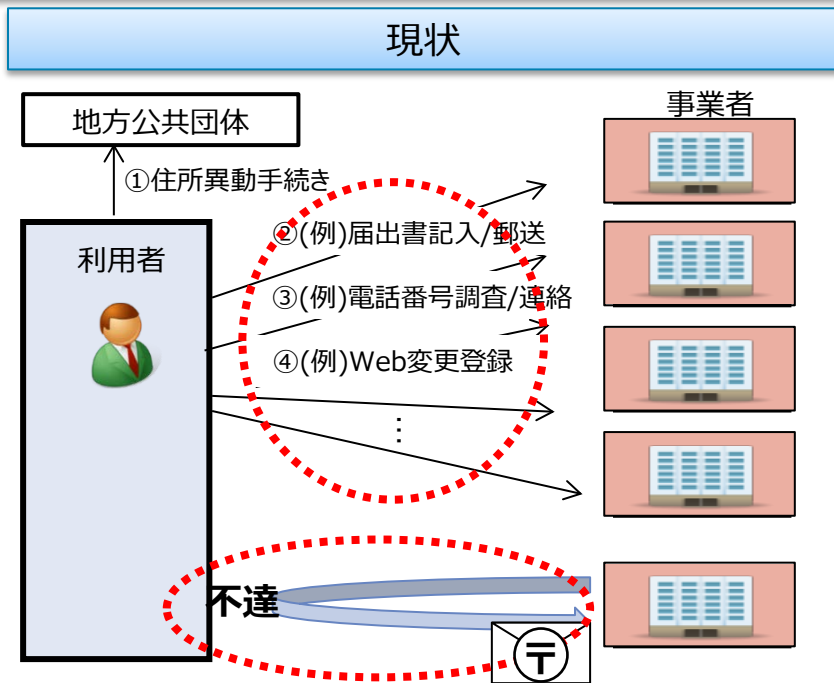 現状
地方公共団体
事業者
①住所異動手続き
②(例)届出書記入/郵送
利用者
③(例)電話番号調査/連絡
④(例)Web変更登録
⋮
不達
〒